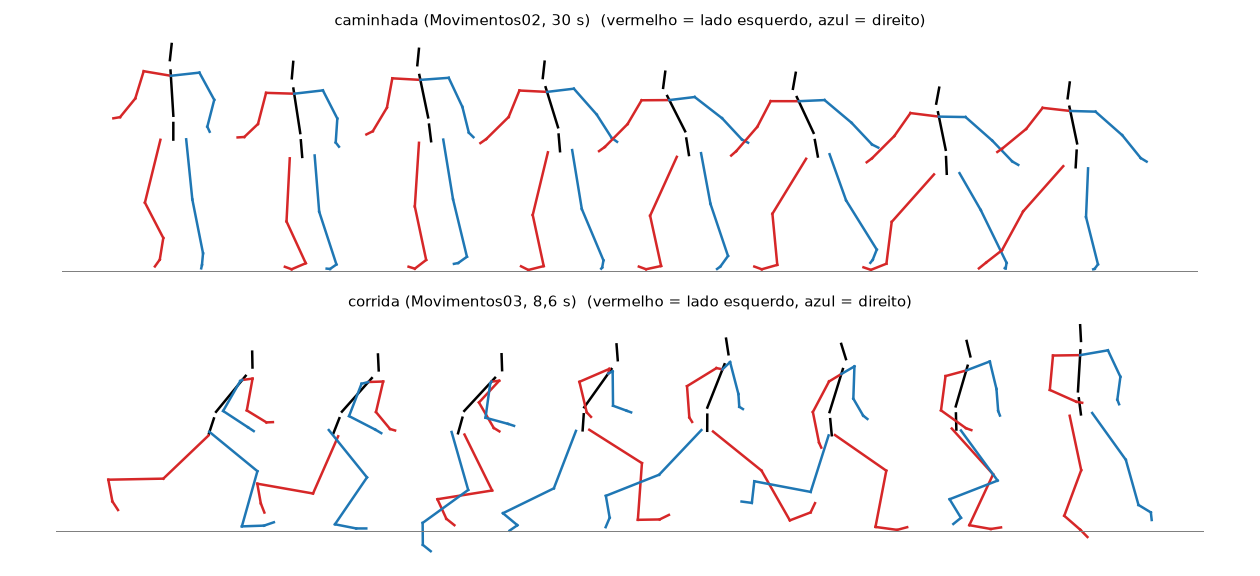 caminhada (Movimentos02, 30 s)  (vermelho = lado esquerdo, azul = direito)
corrida (Movimentos03, 8,6 s)  (vermelho = lado esquerdo, azul = direito)